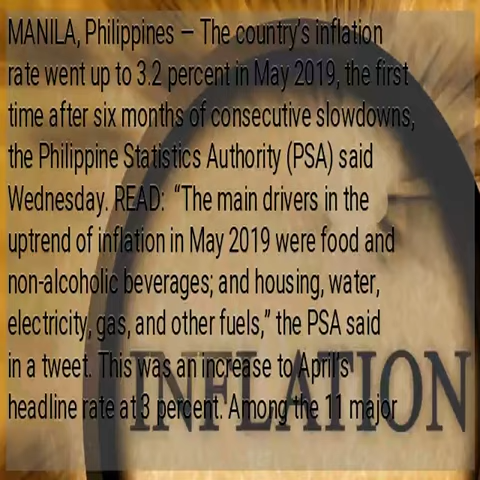 MANILA, Philippines — The country’s inflation
rate went up to 3.2 percent in May 2019, the first
time after six months of consecutive slowdowns,
the Philippine Statistics Authority (PSA) said
Wednesday. READ:  “The main drivers in the
uptrend of inflation in May 2019 were food and
non-alcoholic beverages; and housing, water,
electricity, gas, and other fuels,” the PSA said
in a tweet. This was an increase to April’s
headline rate at 3 percent. Among the 11 major
INFLATION